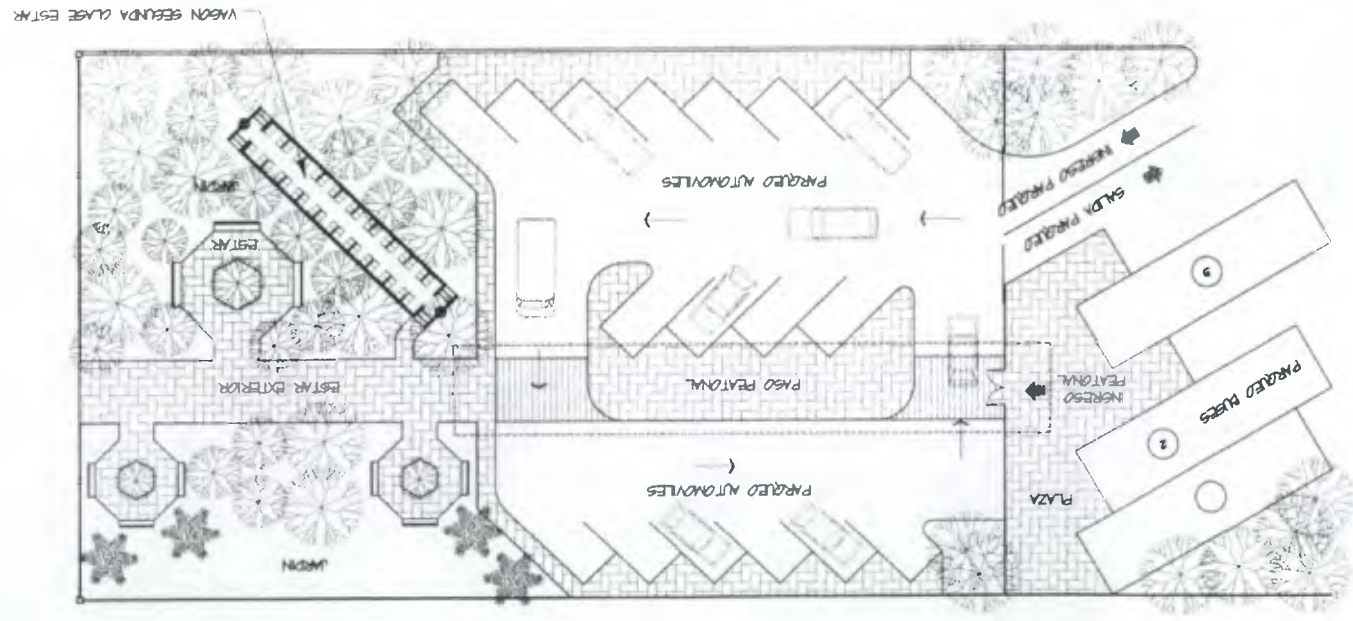 JARDIN
PLAZA
PARQUEO AUTOMOVILES
2
PARQUEO BUSES
INGRESO
PEATONAL
PASO PEATONAL
ESTAR EXTERIOR
SALIDA PARQUEO
INGRESO PARQUEO
PARQUEO AUTOMOVILES
ESTAR
JARDIN
VAGON SEGUNDA CLASE ESTAR